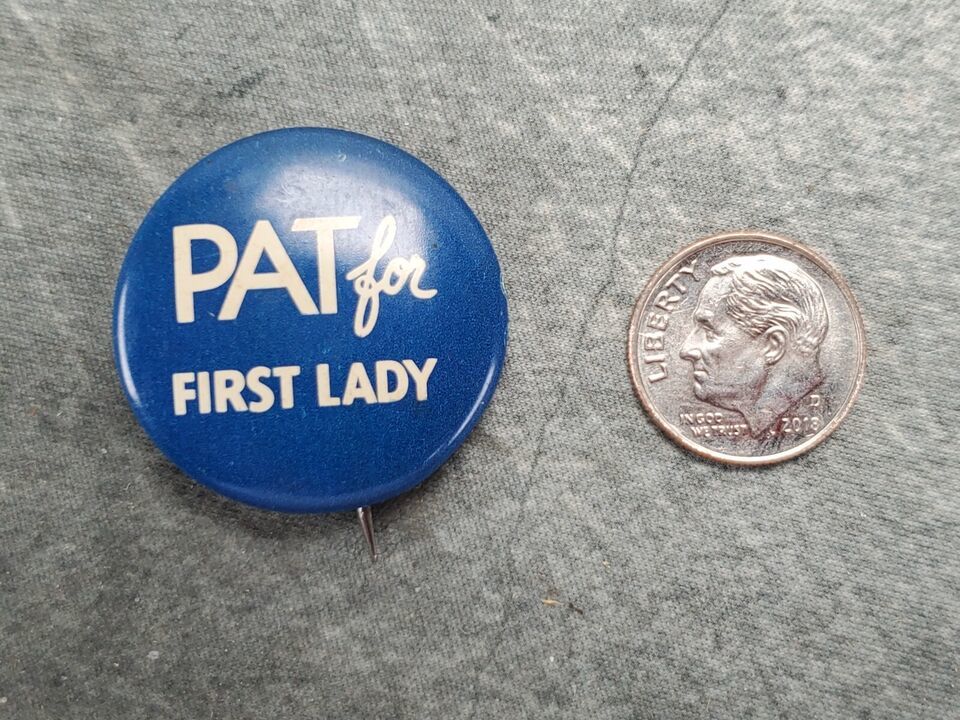 PAT for
FIRST LADY
LIBERTY
IN GOD
WE TRUST
D
2018